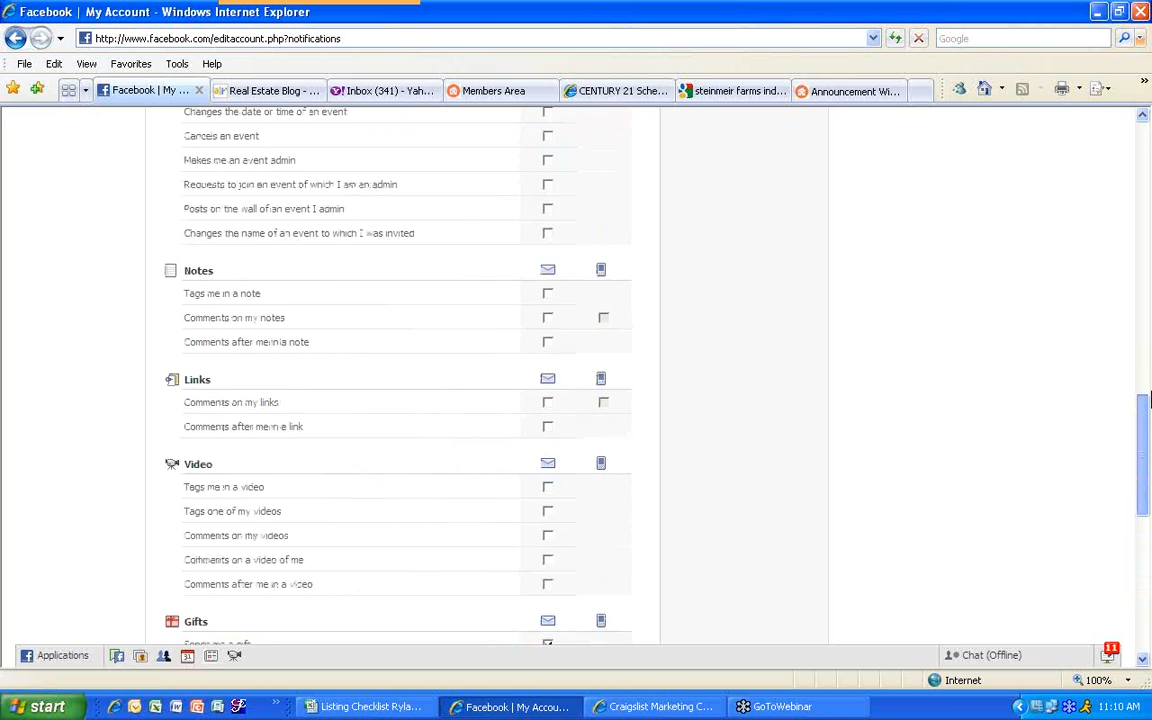 Facebook | My Account - Windows Internet Explorer
http://www.facebook.com/editaccount.php?notifications
Google
File Edit View Favorites Tools Help
Facebook | My ...
Real Estate Blog - ...
Inbox (341) - Yah...
Members Area
CENTURY 21 Sche...
steinmeir farms ind...
Announcement Wi...
Changes the date or time of an event
Cancels an event
Makes me an event admin
Requests to join an event of which I am an admin
Posts on the wall of an event I admin
Changes the name of an event to which I was invited
Notes
Tags me in a note
Comments on my notes
Comments after me in a note
Links
Comments on my links
Comments after me in a link
Video
Tags me in a video
Tags one of my videos
Comments on my videos
Comments on a video of me
Comments after me in a video
Gifts
Sends me a gift
Applications
31
Chat (Offline)
11
Internet
100%
start
Listing Checklist Ryla...
Facebook | My Accou...
Craigslist Marketing C...
GoToWebinar
11:10 AM